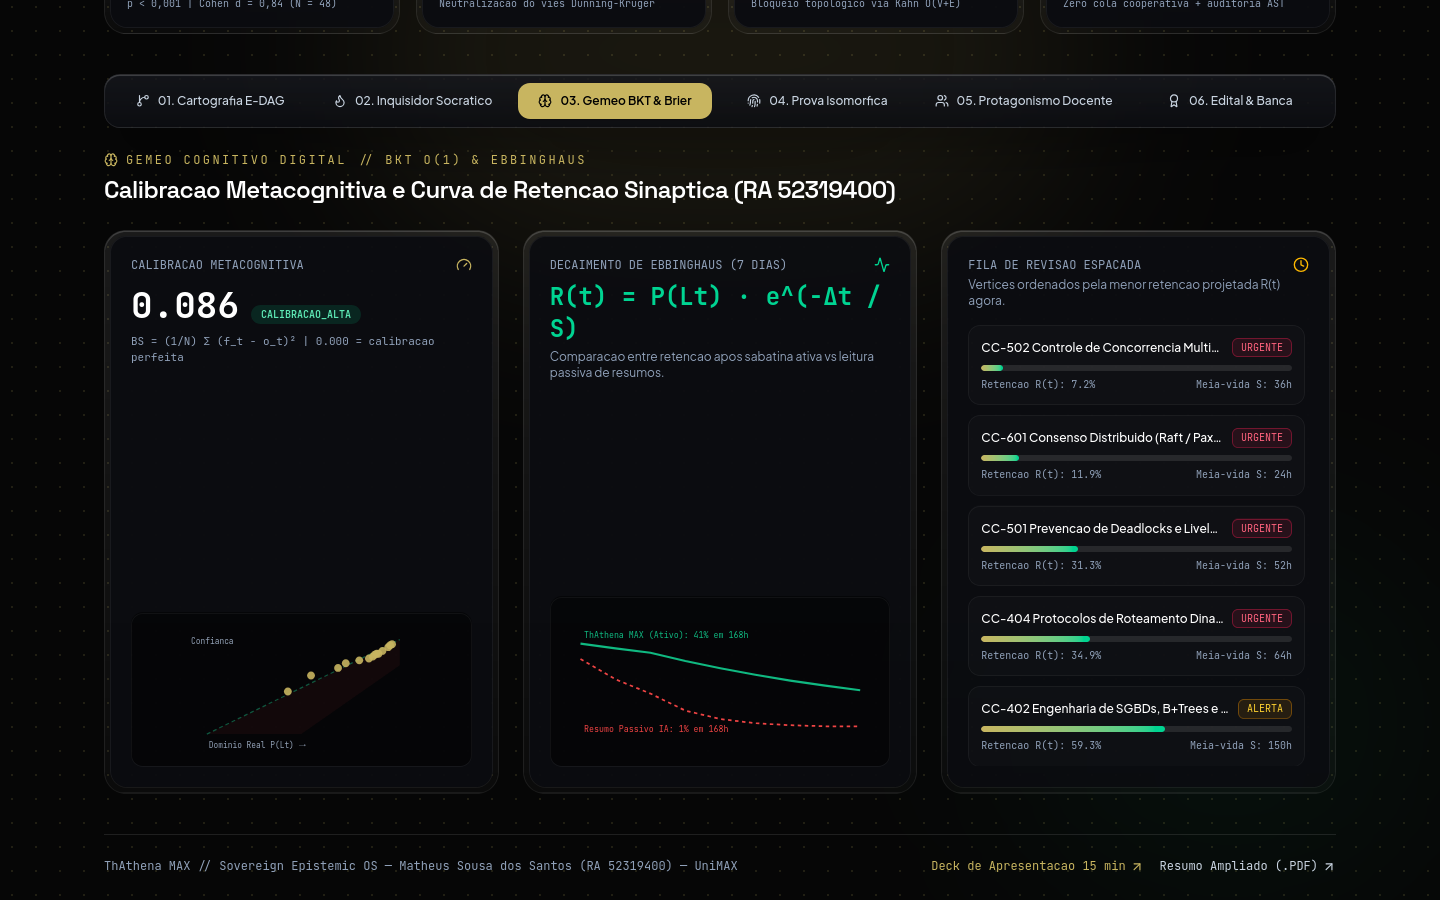 p < 0,001 | Cohen d = 0,84 (N = 48)
Neutralizacao do vies Dunning-Kruger
Bloqueio topologico via Kahn O(V+E)
Zero cola cooperativa + auditoria AST
01. Cartografia E-DAG
02. Inquisidor Socratico
03. Gemeo BKT & Brier
04. Prova Isomorfica
05. Protagonismo Docente
06. Edital & Banca
GEMEO COGNITIVO DIGITAL // BKT O(1) & EBBINGHAUS
Calibracao Metacognitiva e Curva de Retencao Sinaptica (RA 52319400)
CALIBRACAO METACOGNITIVA
0.086 CALIBRACAO_ALTA
BS = (1/N) Σ (f_t - o_t)² | 0.000 = calibracao
perfeita
Confianca
Dominio Real P(Lt) →
DECAIMENTO DE EBBINGHAUS (7 DIAS)
R(t) = P(Lt) · e^(-Δt /
S)
Comparacao entre retencao apos sabatina ativa vs leitura
passiva de resumos.
ThAthena MAX (Ativo): 41% em 168h
Resumo Passivo IA: 1% em 168h
FILA DE REVISAO ESPACADA
Vertices ordenados pela menor retencao projetada R(t)
agora.
CC-502 Controle de Concorrencia Multi... URGENTE
Retencao R(t): 7.2% Meia-vida S: 36h
CC-601 Consenso Distribuido (Raft / Pax... URGENTE
Retencao R(t): 11.9% Meia-vida S: 24h
CC-501 Prevencao de Deadlocks e Livel... URGENTE
Retencao R(t): 31.3% Meia-vida S: 52h
CC-404 Protocolos de Roteamento Dina... URGENTE
Retencao R(t): 34.9% Meia-vida S: 64h
CC-402 Engenharia de SGBDs, B+Trees e ... ALERTA
Retencao R(t): 59.3% Meia-vida S: 150h
ThAthena MAX // Sovereign Epistemic OS — Matheus Sousa dos Santos (RA 52319400) — UniMAX
Deck de Apresentacao 15 min ↗
Resumo Ampliado (.PDF) ↗